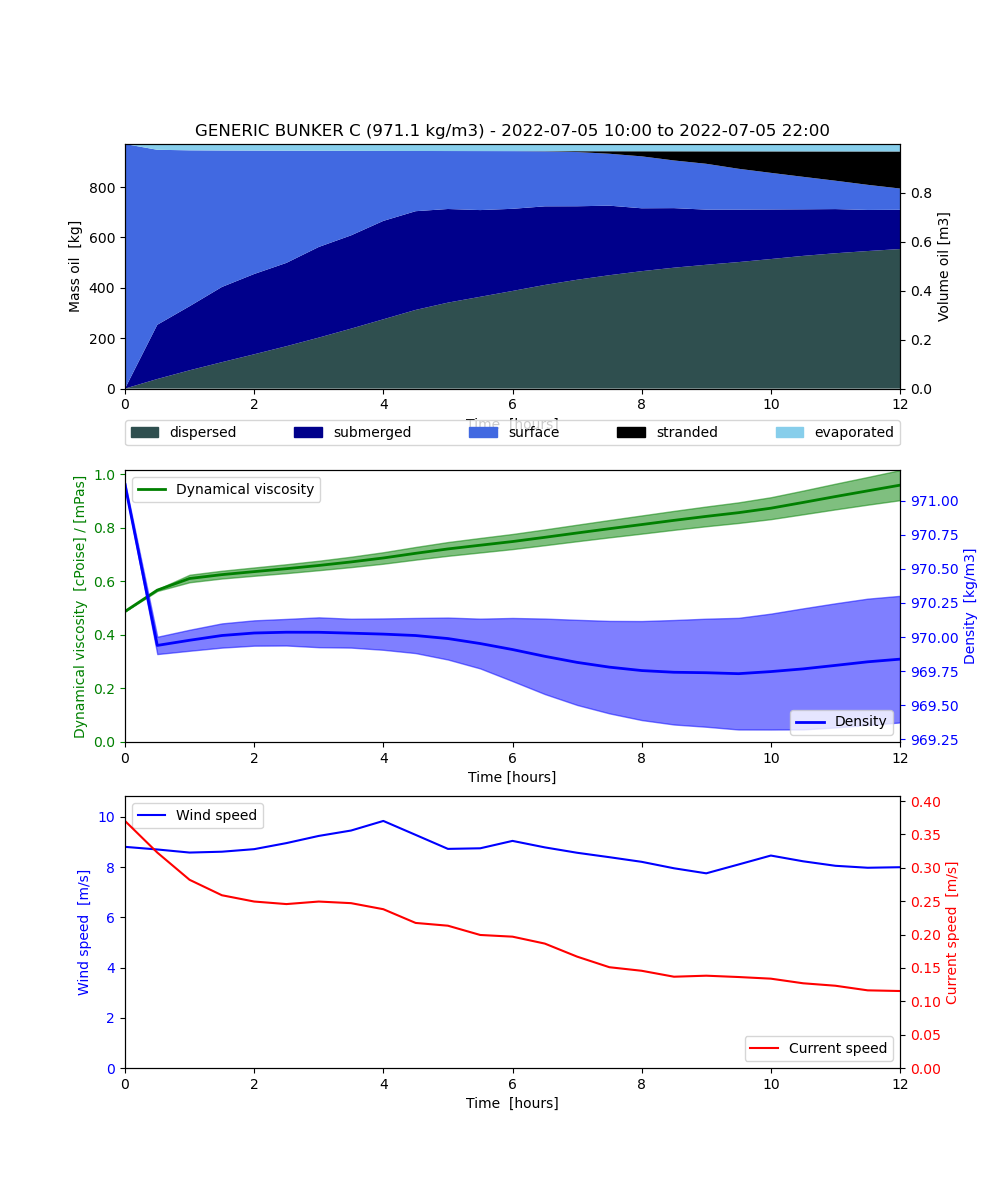 GENERIC BUNKER C (971.1 kg/m3) - 2022-07-05 10:00 to 2022-07-05 22:00
Mass oil [kg]
800
600
400
200
0
Volume oil [m3]
0.8
0.6
0.4
0.2
0.0
0 2 4 6 8 10 12
Time [hours]
dispersed submerged surface stranded evaporated
Dynamical viscosity [cPoise] / [mPas]
1.0
0.8
0.6
0.4
0.2
0.0
Dynamical viscosity
Density [kg/m3]
971.00
970.75
970.50
970.25
970.00
969.75
969.50
969.25
Density
0 2 4 6 8 10 12
Time [hours]
Wind speed [m/s]
10
8
6
4
2
0
Wind speed
Current speed [m/s]
0.40
0.35
0.30
0.25
0.20
0.15
0.10
0.05
0.00
Current speed
0 2 4 6 8 10 12
Time [hours]